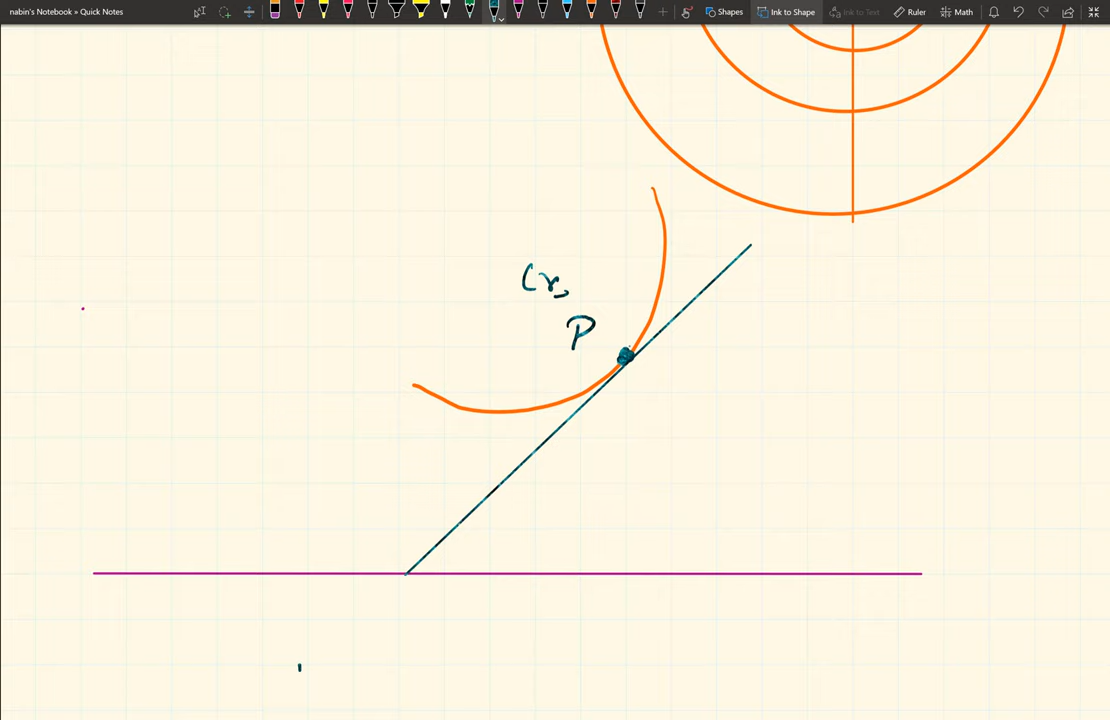 nabin's Notebook » Quick Notes
Shapes
Ink to Shape
Ink to Text
Ruler
Math
(r,
P